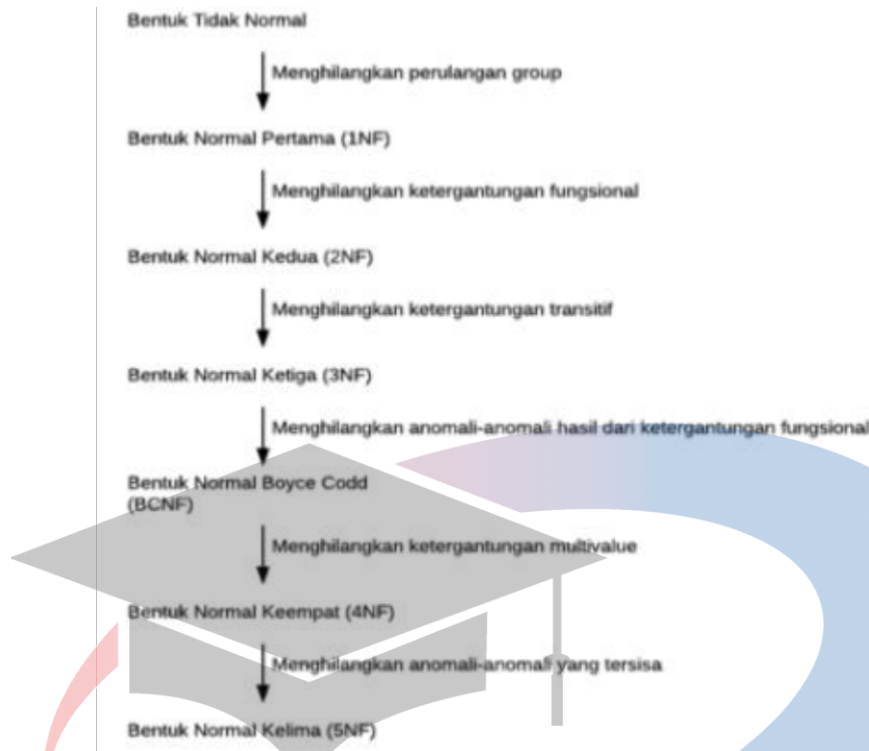 Bentuk Tidak Normal
Menghilangkan perulangan group
Bentuk Normal Pertama (1NF)
Menghilangkan ketergantungan fungsional
Bentuk Normal Kedua (2NF)
Menghilangkan ketergantungan transitif
Bentuk Normal Ketiga (3NF)
Menghilangkan anomali-anomali hasil dari ketergantungan fungsional
Bentuk Normal Boyce Codd
(BCNF)
Menghilangkan ketergantungan multivalue
Bentuk Normal Keempat (4NF)
Menghilangkan anomali-anomali yang tersisa
Bentuk Normal Kelima (5NF)